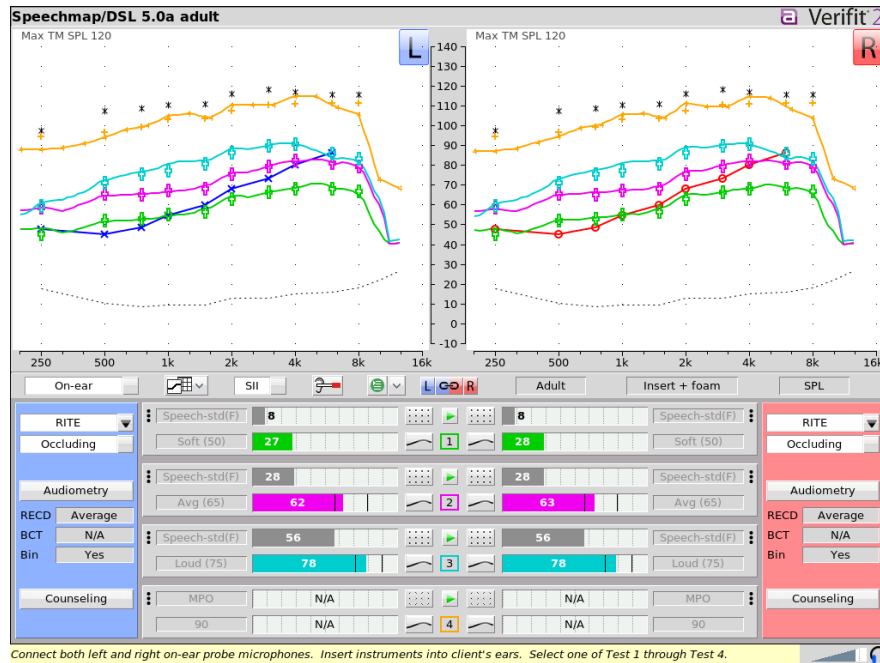 Speechmap/DSL 5.0a adult
a Verifit 2
Max TM SPL 120
L
Max TM SPL 120
R
140
130
120
110
100
90
80
70
60
50
40
30
20
10
0
-10
250 500 1k 2k 4k 8k 16k
250 500 1k 2k 4k 8k 16k
On-ear SII L R Adult Insert + foam SPL
RITE
Occluding
Audiometry
RECD Average
BCT N/A
Bin Yes
Counseling
Speech-std(F) 8 8 Speech-std(F)
Soft (50) 27 1 28 Soft (50)
Speech-std(F) 28 28 Speech-std(F)
Avg (65) 62 2 63 Avg (65)
Speech-std(F) 56 56 Speech-std(F)
Loud (75) 78 3 78 Loud (75)
MPO N/A N/A MPO
90 N/A 4 N/A 90
RITE
Occluding
Audiometry
RECD Average
BCT N/A
Bin Yes
Counseling
Connect both left and right on-ear probe microphones. Insert instruments into client's ears. Select one of Test 1 through Test 4.